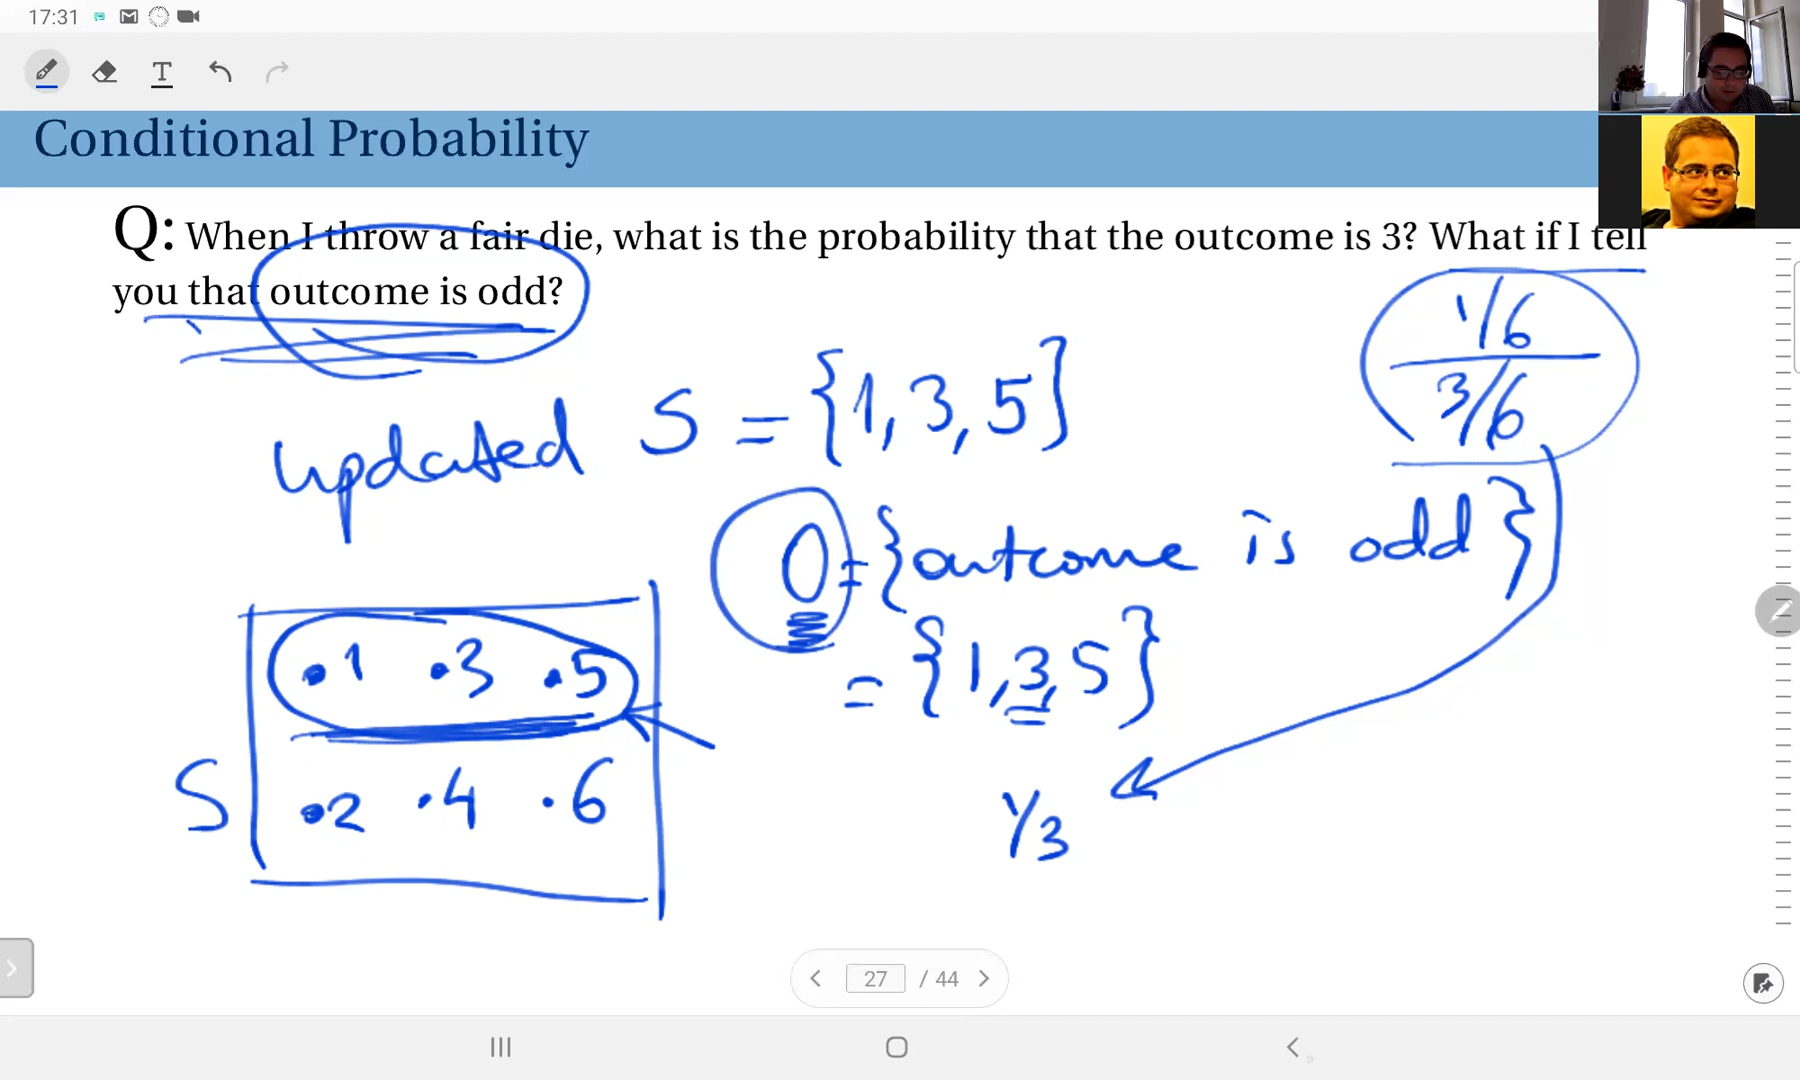 17:31
T
Conditional Probability
Q: When I throw a fair die, what is the probability that the outcome is 3? What if I tell
you that outcome is odd?
1/6
3/6
updated S = {1, 3, 5}
O = {outcome is odd}
= {1, 3, 5}
.1 .3 .5
S
.2 .4 .6
1/3
27 / 44